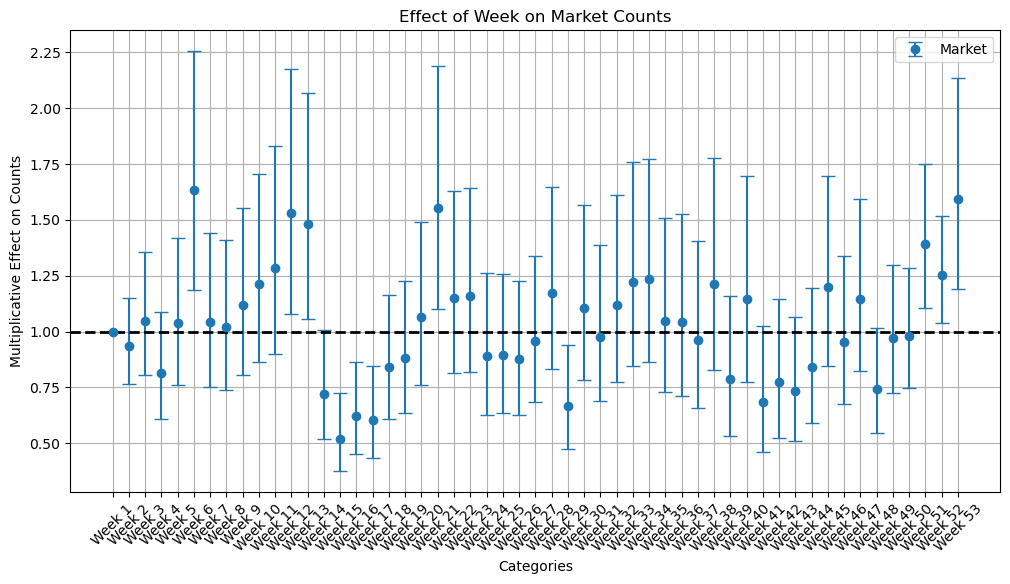 Effect of Week on Market Counts
Market
Multiplicative Effect on Counts
2.25
2.00
1.75
1.50
1.25
1.00
0.75
0.50
Week 1
Week 2
Week 3
Week 4
Week 5
Week 6
Week 7
Week 8
Week 9
Week 10
Week 11
Week 12
Week 13
Week 14
Week 15
Week 16
Week 17
Week 18
Week 19
Week 20
Week 21
Week 22
Week 23
Week 24
Week 25
Week 26
Week 27
Week 28
Week 29
Week 30
Week 31
Week 32
Week 33
Week 34
Week 35
Week 36
Week 37
Week 38
Week 39
Week 40
Week 41
Week 42
Week 43
Week 44
Week 45
Week 46
Week 47
Week 48
Week 49
Week 50
Week 51
Week 52
Week 53
Categories